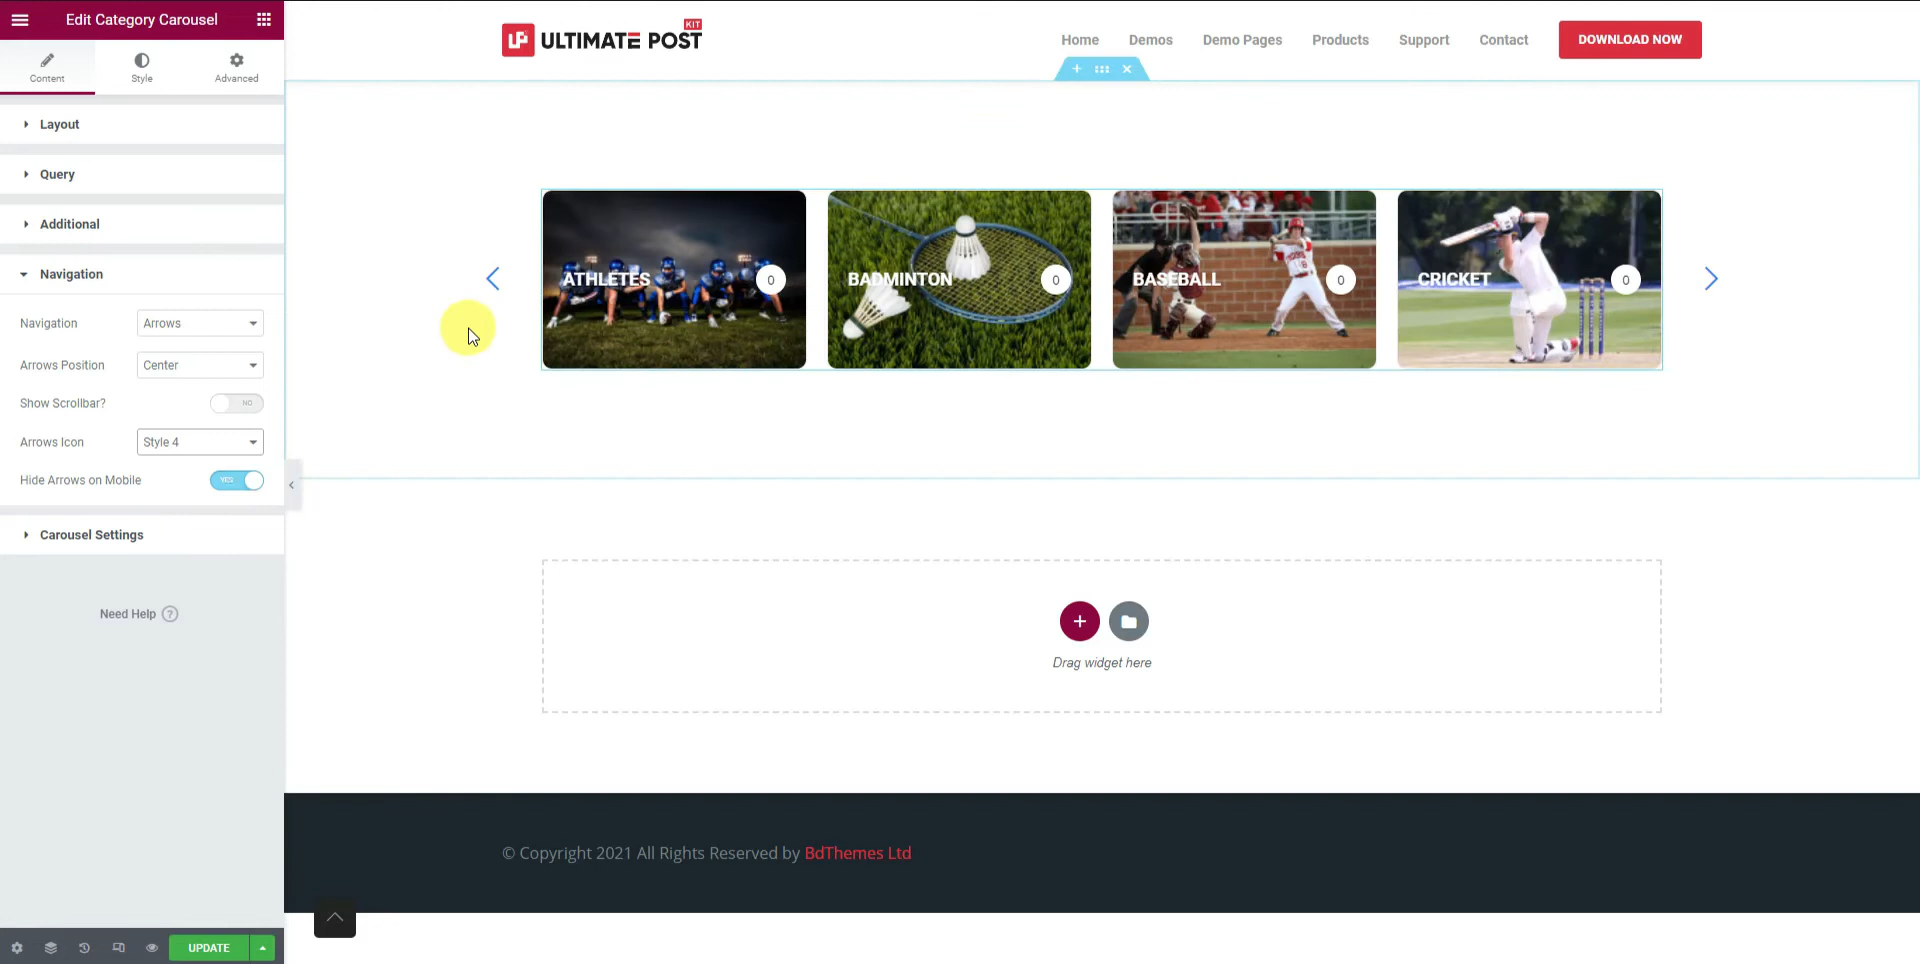 Edit Category Carousel
Content
Style
Advanced
Layout
Query
Additional
Navigation
Navigation
Arrows
Arrows Position
Center
Show Scrollbar?
NO
Arrows Icon
Style 4
Hide Arrows on Mobile
YES
Carousel Settings
Need Help ?
UPDATE
UP ULTIMATE POST KIT
Home
Demos
Demo Pages
Products
Support
Contact
DOWNLOAD NOW
ATHLETES
0
BADMINTON
0
BASEBALL
0
CRICKET
0
Drag widget here
© Copyright 2021 All Rights Reserved by BdThemes Ltd